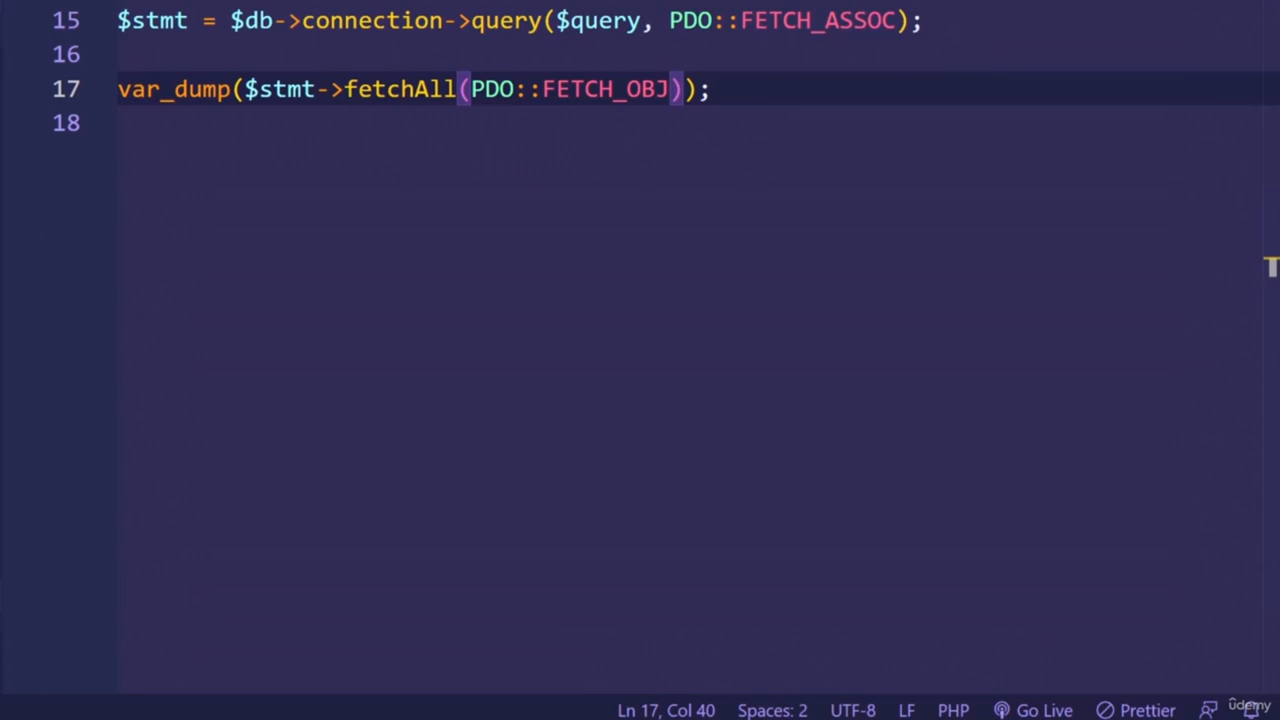 15 $stmt = $db->connection->query($query, PDO::FETCH_ASSOC);
16
17 var_dump($stmt->fetchAll(PDO::FETCH_OBJ));
18
Ln 17, Col 40 Spaces: 2 UTF-8 LF PHP Go Live Prettier
ûdemy